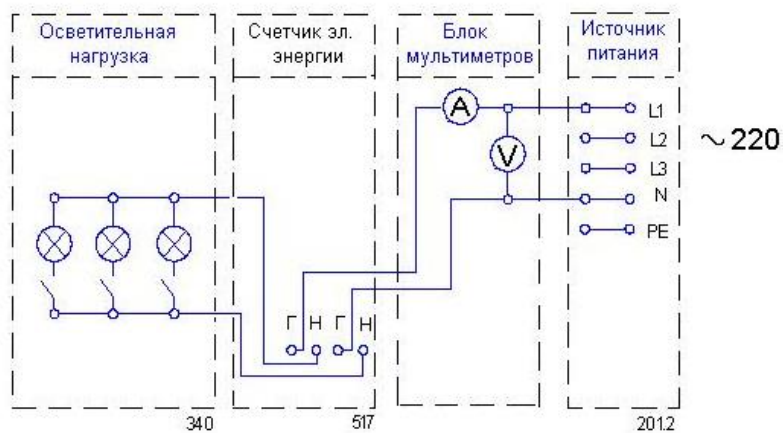 Осветительная
нагрузка
Счетчик эл.
энергии
Блок
мультиметров
Источник
питания
A
V
L1
L2
L3
N
PE
~220
Г Н Г Н
340
517
201.2